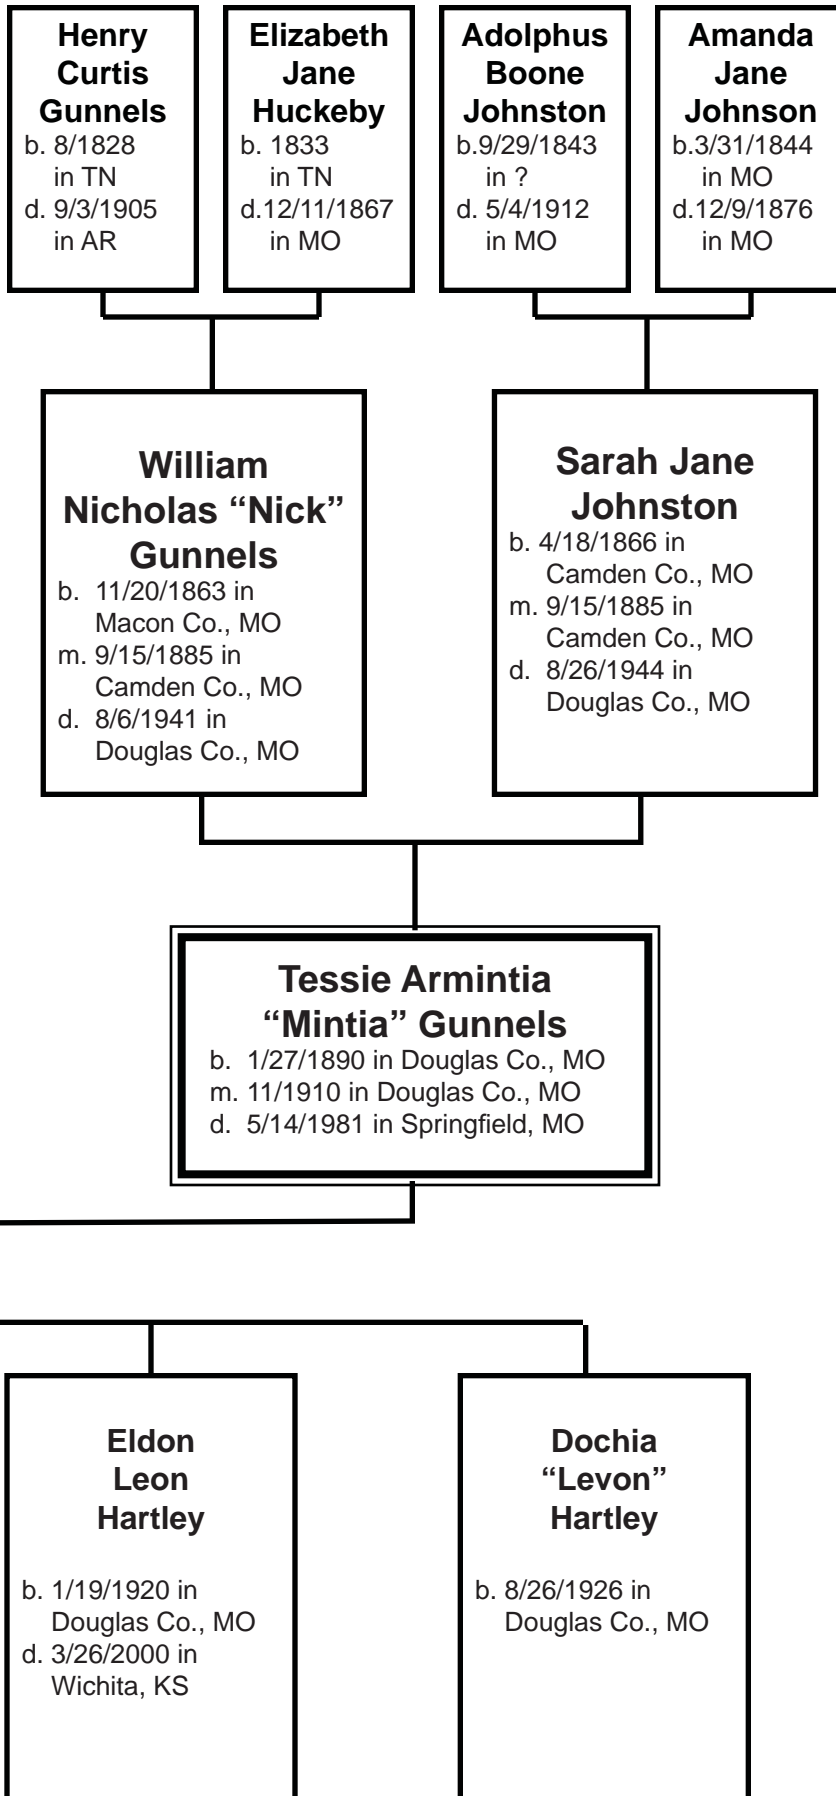 Henry
Curtis
Gunnels
b. 8/1828
in TN
d. 9/3/1905
in AR
Elizabeth
Jane
Huckeby
b. 1833
in TN
d.12/11/1867
in MO
Adolphus
Boone
Johnston
b.9/29/1843
in ?
d. 5/4/1912
in MO
Amanda
Jane
Johnson
b.3/31/1844
in MO
d.12/9/1876
in MO
William
Nicholas “Nick”
Gunnels
b. 11/20/1863 in
Macon Co., MO
m. 9/15/1885 in
Camden Co., MO
d. 8/6/1941 in
Douglas Co., MO
Sarah Jane
Johnston
b. 4/18/1866 in
Camden Co., MO
m. 9/15/1885 in
Camden Co., MO
d. 8/26/1944 in
Douglas Co., MO
Tessie Armintia
“Mintia” Gunnels
b. 1/27/1890 in Douglas Co., MO
m. 11/1910 in Douglas Co., MO
d. 5/14/1981 in Springfield, MO
Eldon
Leon
Hartley
b. 1/19/1920 in
Douglas Co., MO
d. 3/26/2000 in
Wichita, KS
Dochia
“Levon”
Hartley
b. 8/26/1926 in
Douglas Co., MO